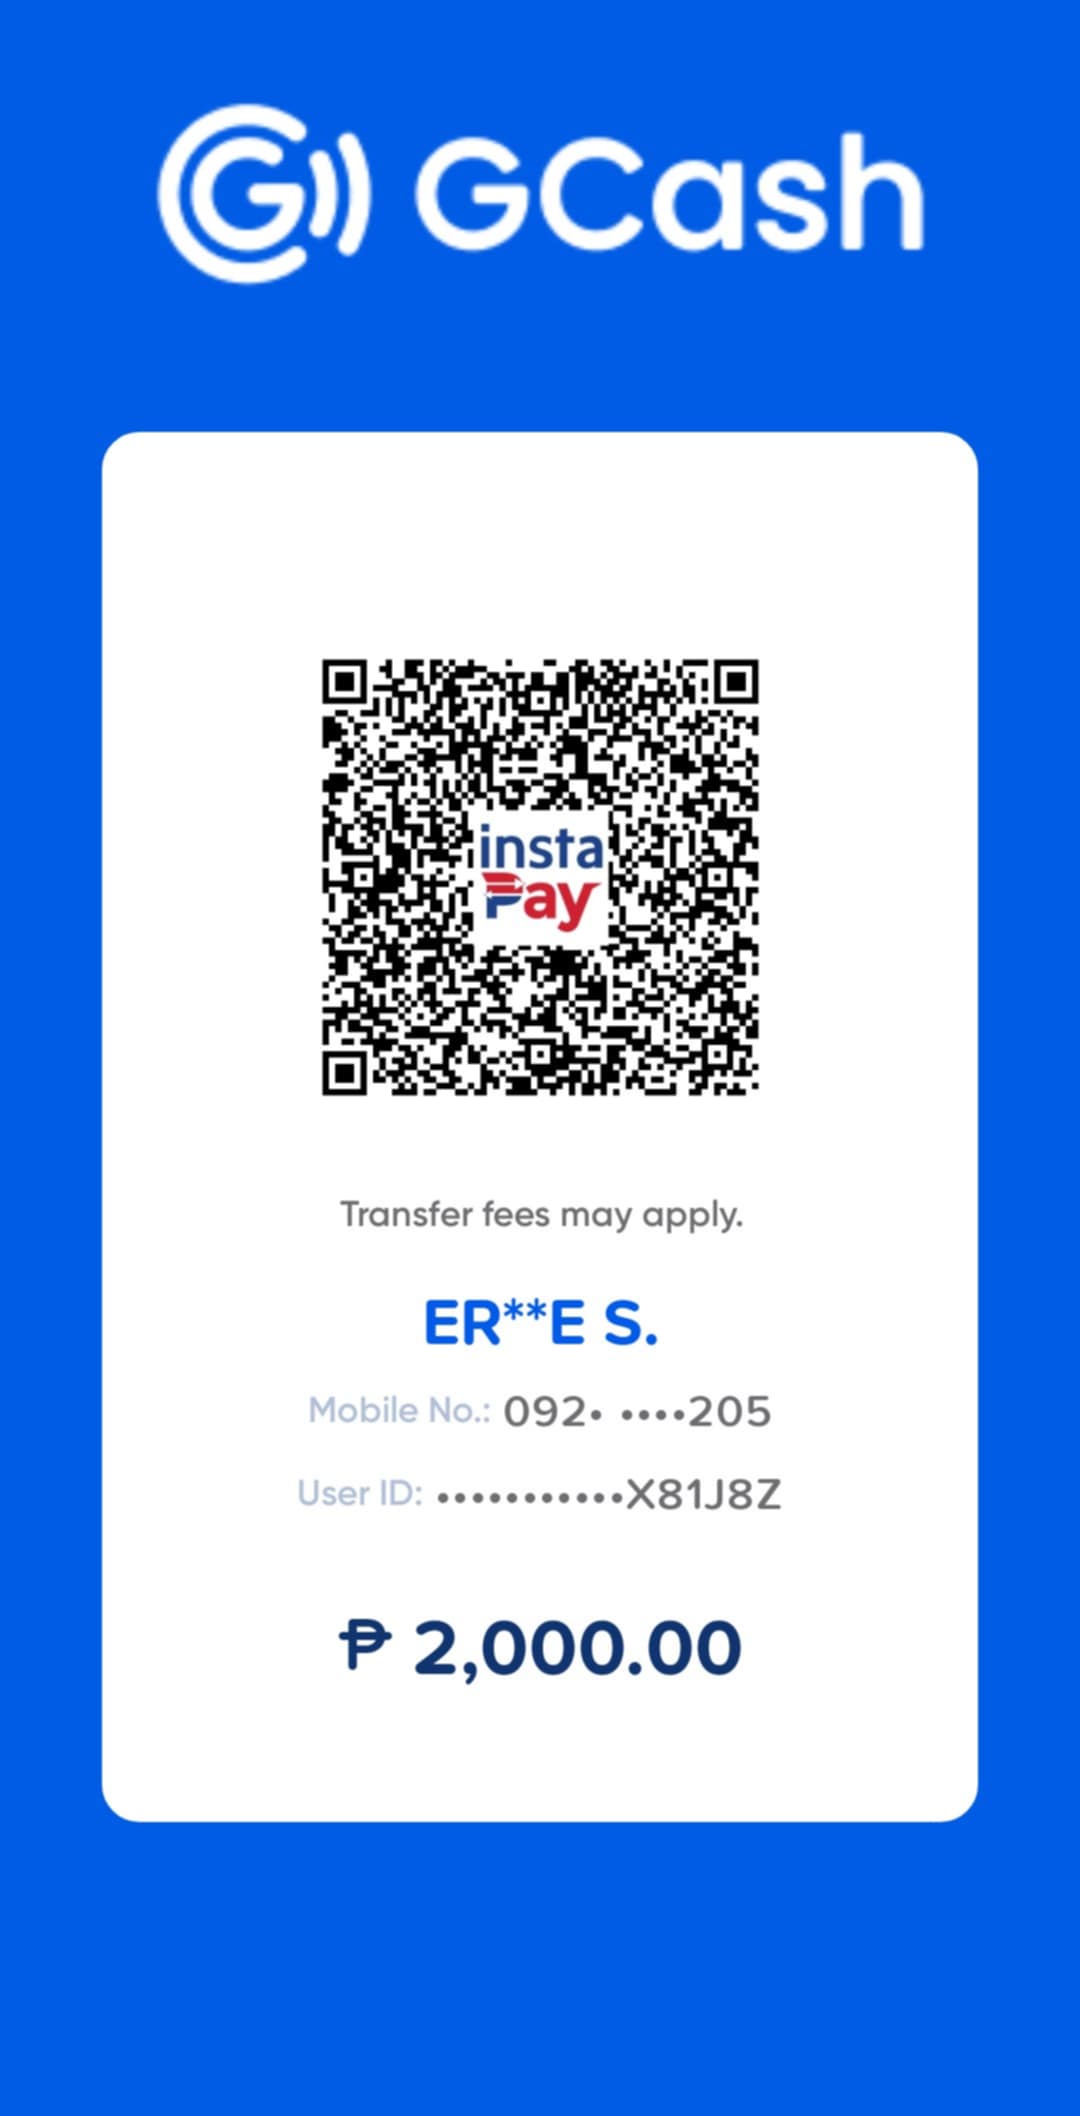 GCash
insta
Pay
Transfer fees may apply.
ER**E S.
Mobile No.: 092• ••••205
User ID: •••••••••••X81J8Z
₱ 2,000.00